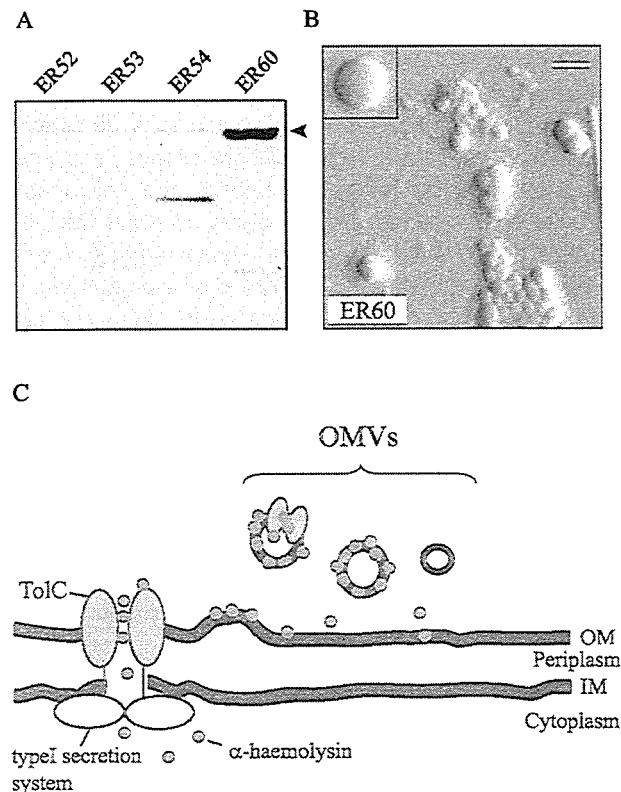 A
B
ER52
ER53
ER54
ER60
ER60
C
OMVs
TolC
OM
Periplasm
IM
Cytoplasm
typeI secretion
system
α-haemolysin